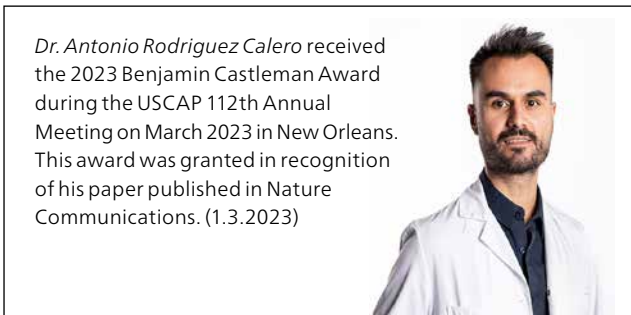 Dr. Antonio Rodriguez Calero received
the 2023 Benjamin Castleman Award
during the USCAP 112th Annual
Meeting on March 2023 in New Orleans.
This award was granted in recognition
of his paper published in Nature
Communications. (1.3.2023)